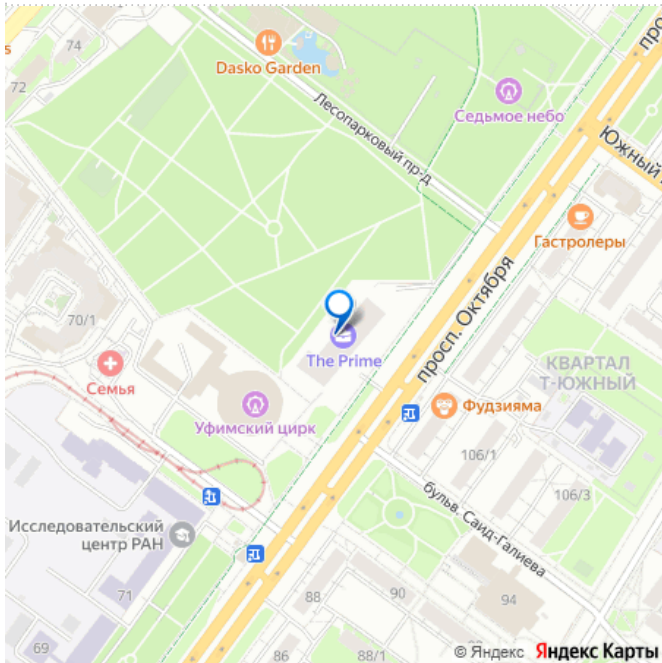 74
72
s
Dasko Garden
Седьмое небо
Лесопарковый пр-д
Южный
просп. Октября
Гастролеры
70/1
Семья
The Prime
Уфимский цирк
КВАРТАЛ
Т-ЮЖНЫЙ
Фудзияма
106/1
106/3
бульв. Саид-Галиева
Исследовательский
центр РАН
71
69
90
94
86
88/1
© Яндекс Яндекс Карты